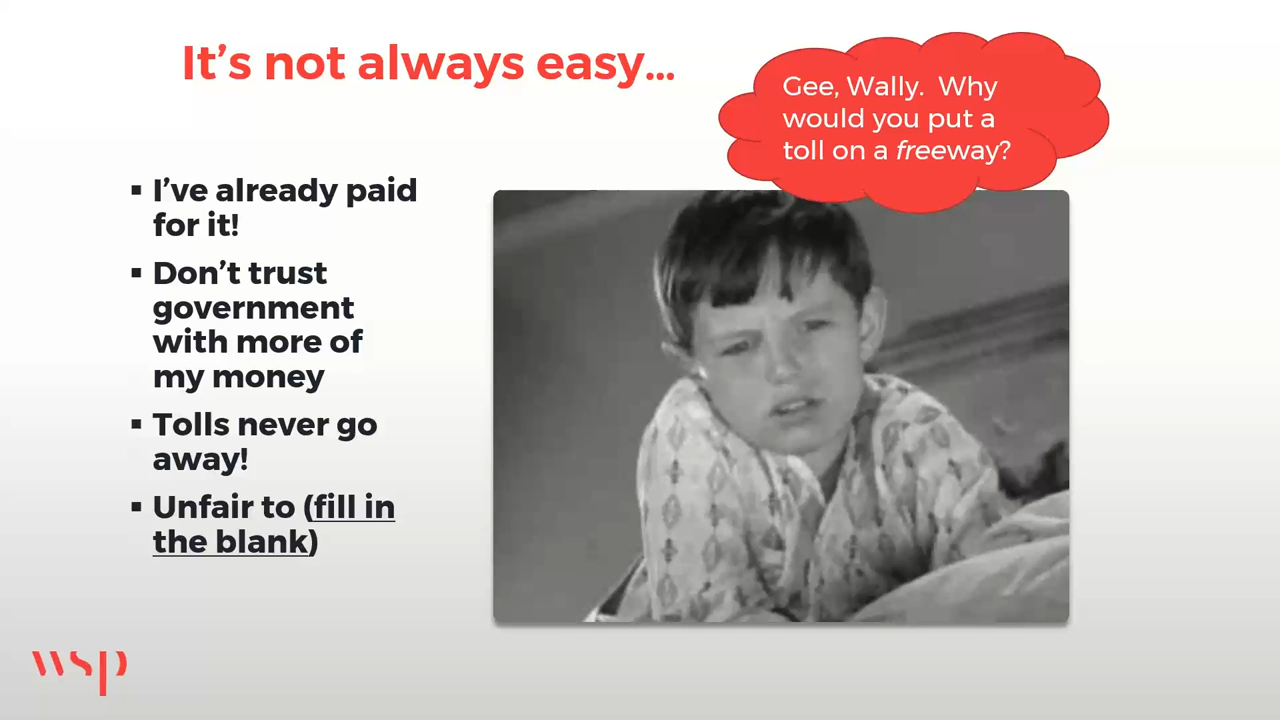 It’s not always easy...
Gee, Wally.  Why
would you put a
toll on a freeway?
▪ I’ve already paid
for it!
▪ Don’t trust
government
with more of
my money
▪ Tolls never go
away!
▪ Unfair to (fill in
the blank)
wsp